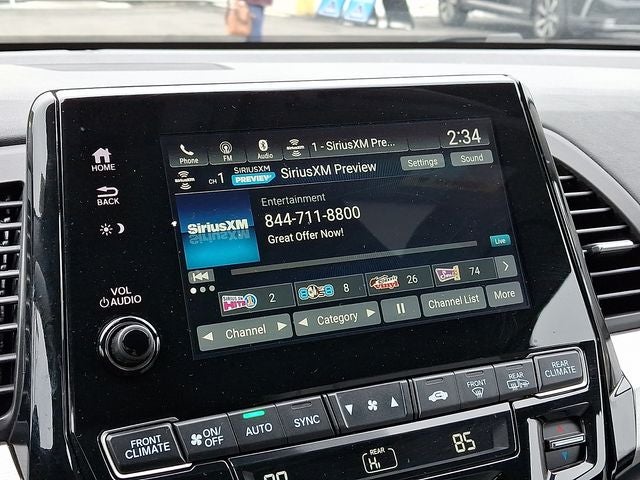 HOME
BACK
VOL
AUDIO
Phone
FM
Audio
1 - SiriusXM Pre...
2:34
CH 1
SIRIUSXM
PREVIEW
SiriusXM Preview
Settings
Sound
SiriusXM
Entertainment
844-711-8800
Great Offer Now!
Live
2
8
26
74
Channel
Category
Channel List
More
FRONT CLIMATE
ON/OFF
AUTO
SYNC
FRONT
REAR
REAR CLIMATE
REAR
Hi
85